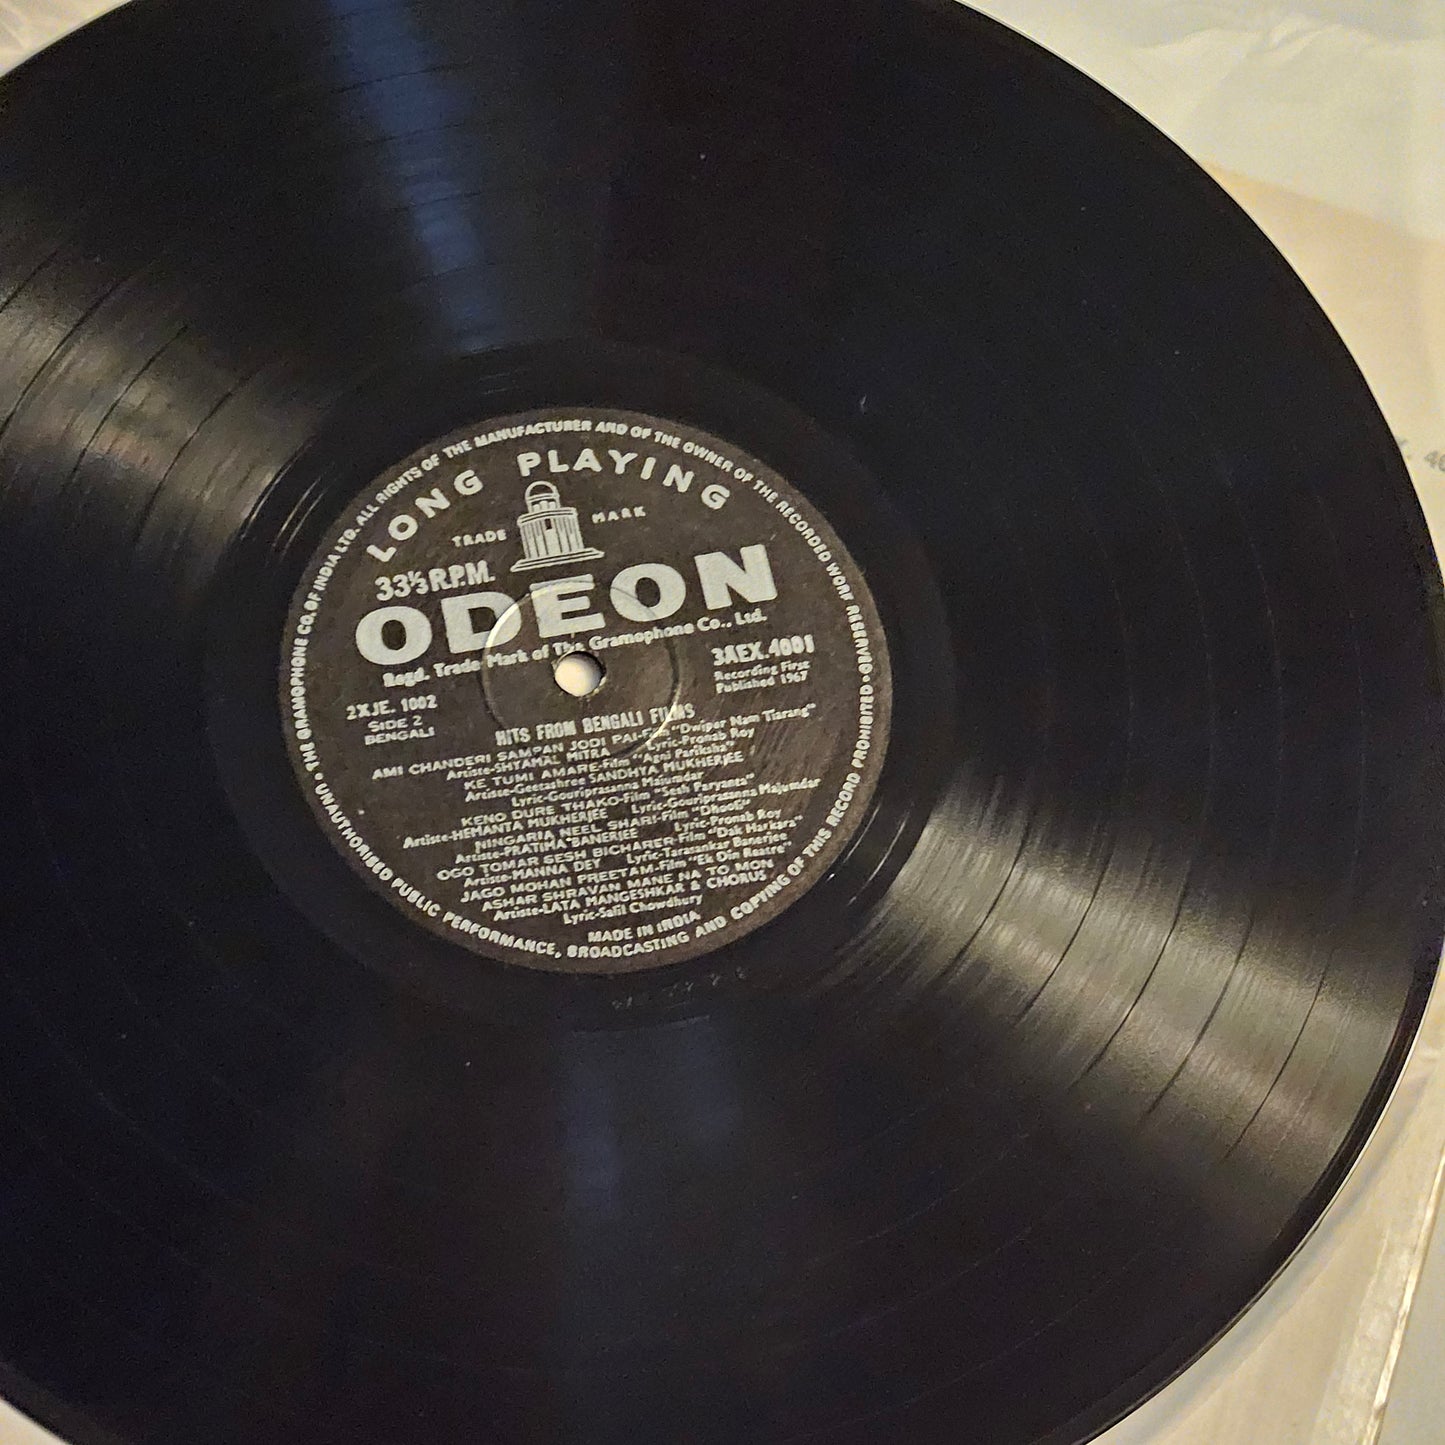 • THE GRAMOPHONE CO. OF INDIA LTD. ALL RIGHTS OF THE MANUFACTURER AND OF THE OWNER OF THE RECORDED WORK RESERVED • UNAUTHORISED PUBLIC PERFORMANCE, BROADCASTING AND COPYING OF THIS RECORD PROHIBITED
LONG PLAYING
TRADE MARK
33⅓ R.P.M.
ODEON
Regd. Trade Mark of The Gramophone Co., Ltd.
3AEX.4001
Recording First
Published 1967
2XJE. 1002
SIDE 2
BENGALI
HITS FROM BENGALI FILMS
AMI CHANDERI SAMPAN JODI PAI-Film "Dwiper Nam Tiarang"
Artiste-SHYAMAL MITRA Lyric-Pronab Roy
KE TUMI AMARE-Film "Agni Pariksha"
Artiste-Geetashree SANDHYA MUKHERJEE
Lyric-Gouriprasanna Majumdar
KENO DURE THAKO-Film "Sesh Paryanta"
Artiste-HEMANTA MUKHERJEE Lyric-Gouriprasanna Majumdar
NINGARIA NEEL SHARI-Film "Dhooli"
Artiste-PRATIMA BANERJEE Lyric-Pronab Roy
OGO TOMAR SESH BICHARER-Film "Dak Harkara"
Artiste-MANNA DEY Lyric-Tarasankar Banerjee
JAGO MOHAN PREETAM-Film "Ek Din Raatre"
ASHAR SHRAVAN MANE NA TO MON
Artiste-LATA MANGESHKAR & CHORUS
Lyric-Salil Chowdhury
MADE IN INDIA